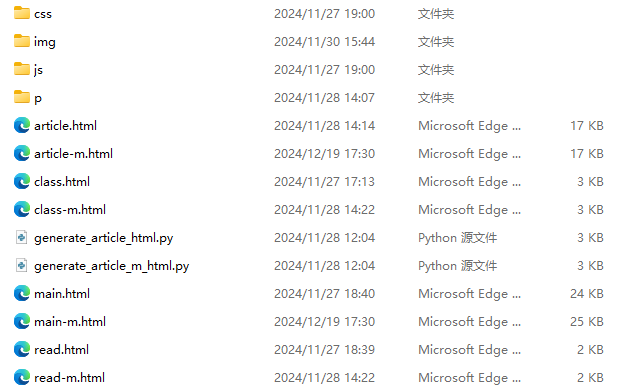 css 2024/11/27 19:00 文件夹
img 2024/11/30 15:44 文件夹
js 2024/11/27 19:00 文件夹
p 2024/11/28 14:07 文件夹
article.html 2024/11/28 14:14 Microsoft Edge ... 17 KB
article-m.html 2024/12/19 17:30 Microsoft Edge ... 17 KB
class.html 2024/11/27 17:13 Microsoft Edge ... 3 KB
class-m.html 2024/11/28 14:22 Microsoft Edge ... 3 KB
generate_article_html.py 2024/11/28 12:04 Python 源文件 3 KB
generate_article_m_html.py 2024/11/28 12:04 Python 源文件 3 KB
main.html 2024/11/27 18:40 Microsoft Edge ... 24 KB
main-m.html 2024/12/19 17:30 Microsoft Edge ... 25 KB
read.html 2024/11/27 18:39 Microsoft Edge ... 2 KB
read-m.html 2024/11/28 14:22 Microsoft Edge ... 2 KB